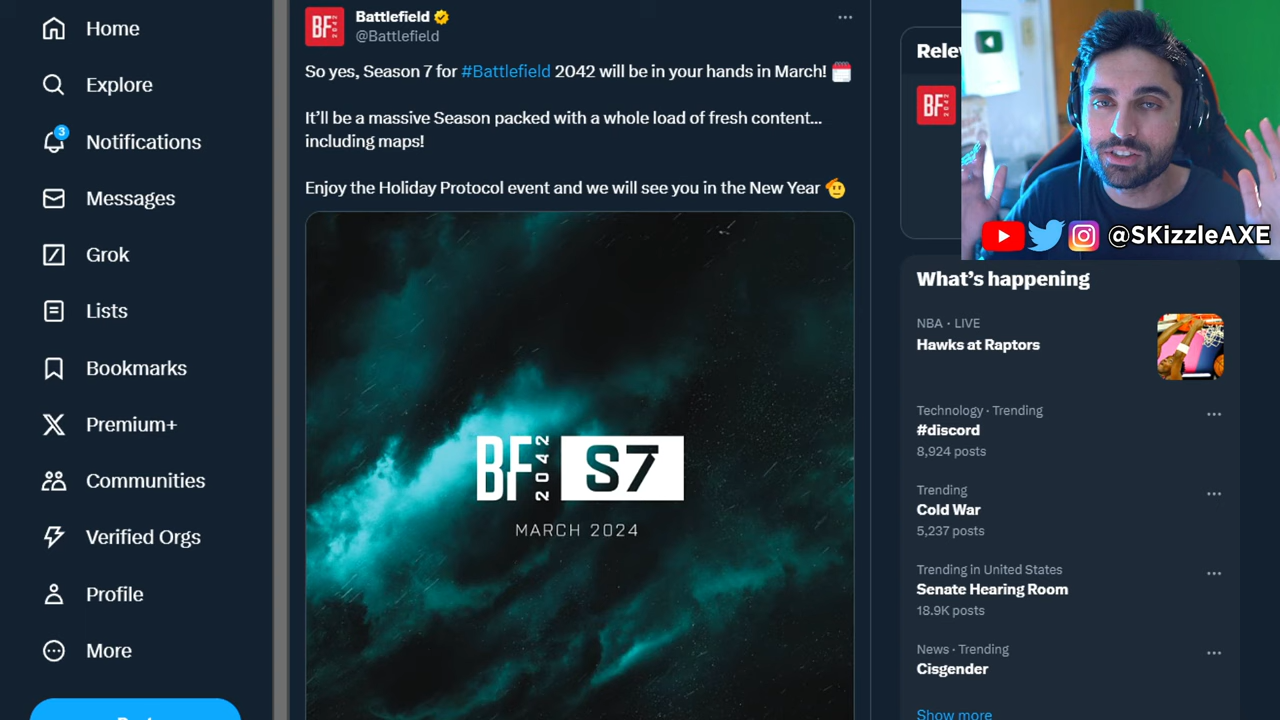 Home
Explore
3
Notifications
Messages
Grok
Lists
Bookmarks
Premium+
Communities
Verified Orgs
Profile
More
BF 2042
Battlefield
@Battlefield
So yes, Season 7 for #Battlefield 2042 will be in your hands in March!
It’ll be a massive Season packed with a whole load of fresh content...
including maps!
Enjoy the Holiday Protocol event and we will see you in the New Year
BF 2042 S7
MARCH 2024
BF 2042
@SKizzleAXE
What’s happening
NBA · LIVE
Hawks at Raptors
Technology · Trending
#discord
8,924 posts
Trending
Cold War
5,237 posts
Trending in United States
Senate Hearing Room
18.9K posts
News · Trending
Cisgender
Show more